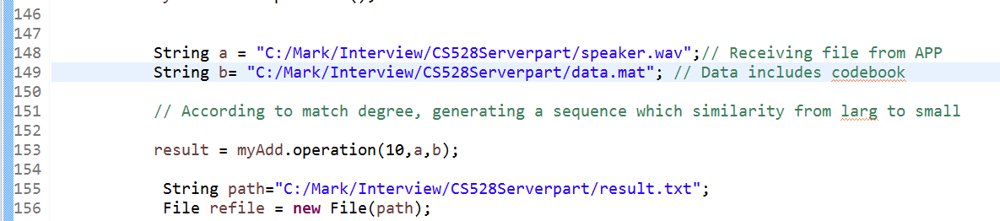 146
147
148 String a = "C:/Mark/Interview/CS528Serverpart/speaker.wav";// Receiving file from APP
149 String b= "C:/Mark/Interview/CS528Serverpart/data.mat"; // Data includes codebook
150
151 // According to match degree, generating a sequence which similarity from larg to small
152
153 result = myAdd.operation(10,a,b);
154
155 String path="C:/Mark/Interview/CS528Serverpart/result.txt";
156 File refile = new File(path);